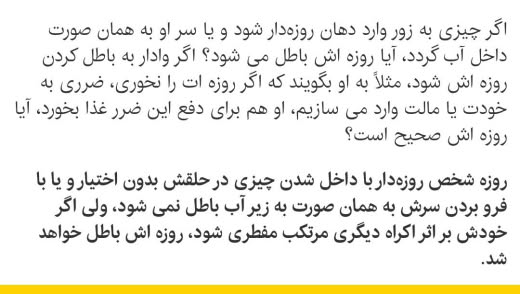 اگر چیزی به زور وارد دهان روزه‌دار شود و یا سر او به همان صورت
داخل آب گردد، آیا روزه اش باطل می شود؟ اگر وادار به باطل کردن
روزه اش شود، مثلاً به او بگویند که اگر روزه ات را نخوری، ضرری به
خودت یا مالت وارد می سازیم، او هم برای دفع این ضرر غذا بخورد، آیا
روزه اش صحیح است؟
روزه شخص روزه‌دار با داخل شدن چیزی در حلقش بدون اختیار و یا با
فرو بردن سرش به همان صورت به زیر آب باطل نمی شود، ولی اگر
خودش بر اثر اکراه دیگری مرتکب مفطری شود، روزه اش باطل خواهد
شد.